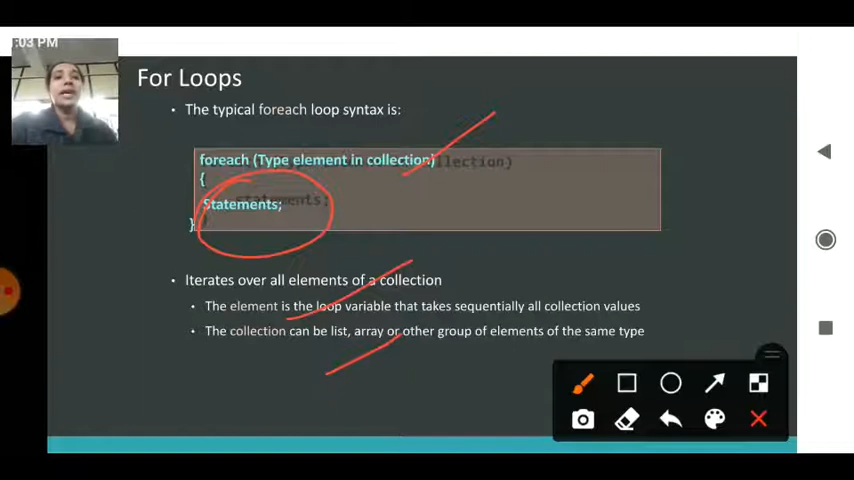 :03 PM
For Loops
• The typical foreach loop syntax is:
foreach (Type element in collection)
llection)
{
Statements;
statements;
}
• Iterates over all elements of a collection
• The element is the loop variable that takes sequentially all collection values
• The collection can be list, array or other group of elements of the same type